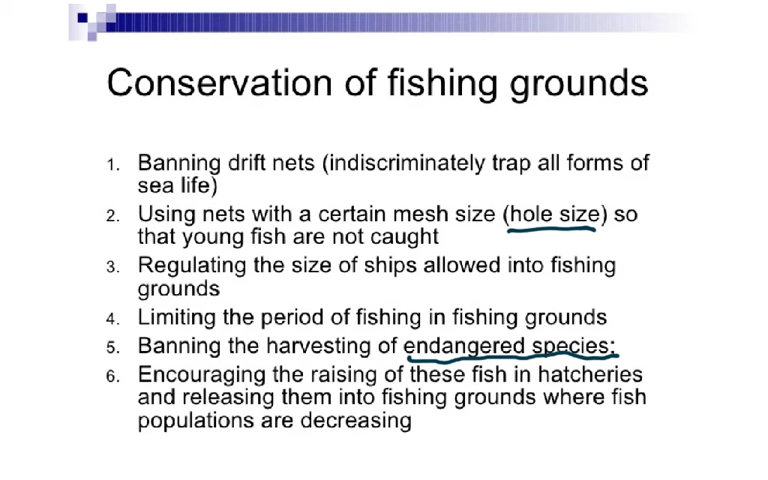 Conservation of fishing grounds
1. Banning drift nets (indiscriminately trap all forms of
sea life)
2. Using nets with a certain mesh size (hole size) so
that young fish are not caught
3. Regulating the size of ships allowed into fishing
grounds
4. Limiting the period of fishing in fishing grounds
5. Banning the harvesting of endangered species;
6. Encouraging the raising of these fish in hatcheries
and releasing them into fishing grounds where fish
populations are decreasing